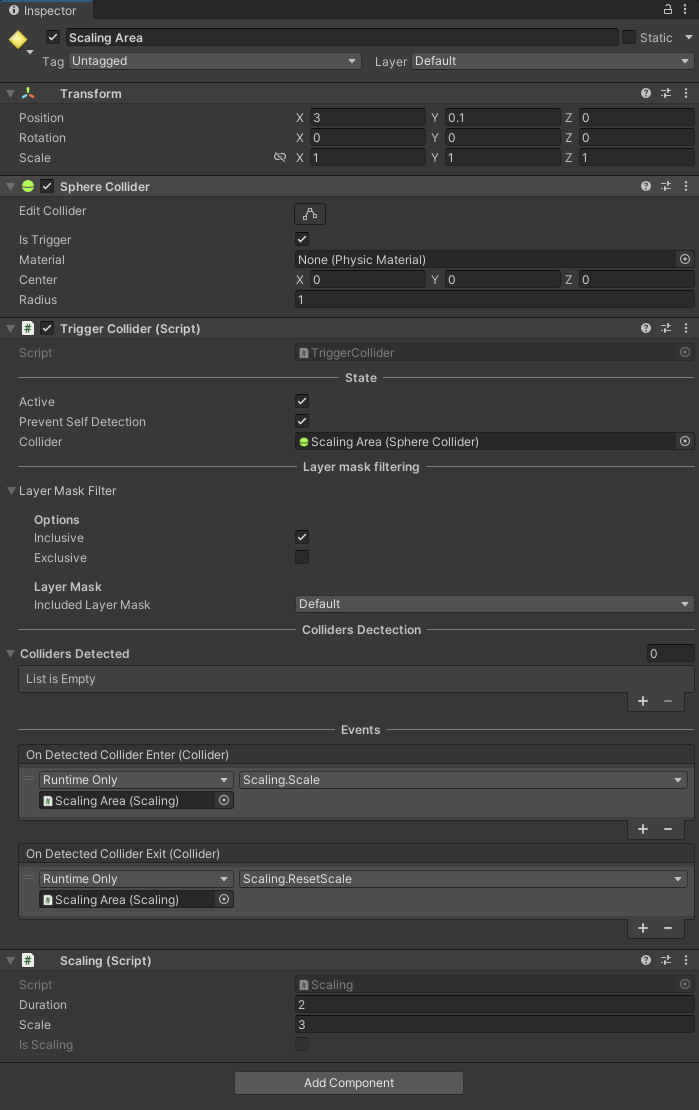 Inspector
Scaling Area
Static
Tag Untagged Layer Default
Transform
Position X 3 Y 0.1 Z 0
Rotation X 0 Y 0 Z 0
Scale X 1 Y 1 Z 1
Sphere Collider
Edit Collider
Is Trigger
Material None (Physic Material)
Center X 0 Y 0 Z 0
Radius 1
# Trigger Collider (Script)
Script # TriggerCollider
State
Active
Prevent Self Detection
Collider Scaling Area (Sphere Collider)
Layer mask filtering
Layer Mask Filter
Options
Inclusive
Exclusive
Layer Mask
Included Layer Mask Default
Colliders Dectection
Colliders Detected 0
List is Empty
+ −
Events
On Detected Collider Enter (Collider)
Runtime Only Scaling.Scale
# Scaling Area (Scaling)
+ −
On Detected Collider Exit (Collider)
Runtime Only Scaling.ResetScale
# Scaling Area (Scaling)
+ −
# Scaling (Script)
Script # Scaling
Duration 2
Scale 3
Is Scaling
Add Component